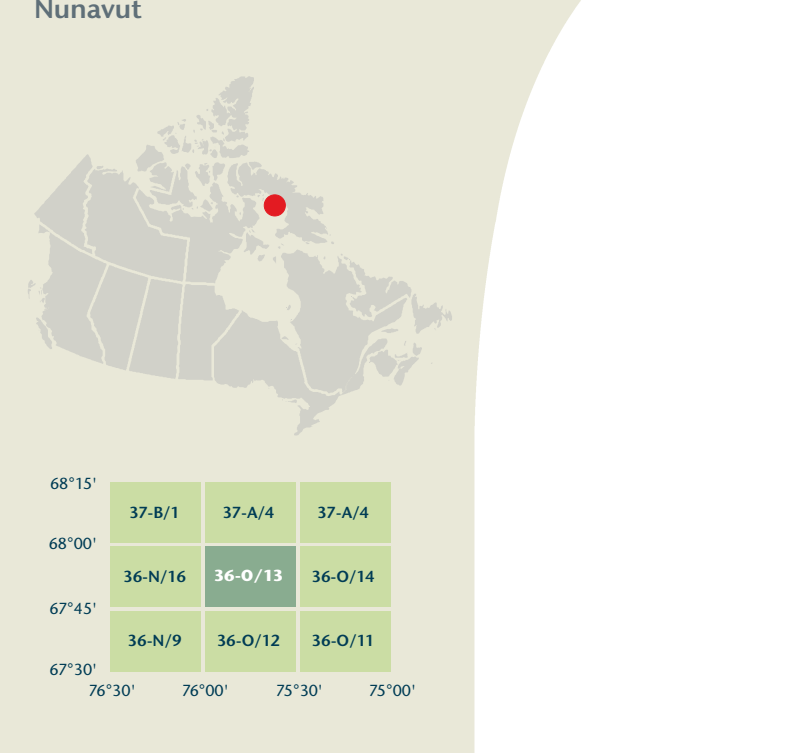 Nunavut
68°15'
37-B/1 37-A/4 37-A/4
68°00'
36-N/16 36-O/13 36-O/14
67°45'
36-N/9 36-O/12 36-O/11
67°30'
76°30' 76°00' 75°30' 75°00'